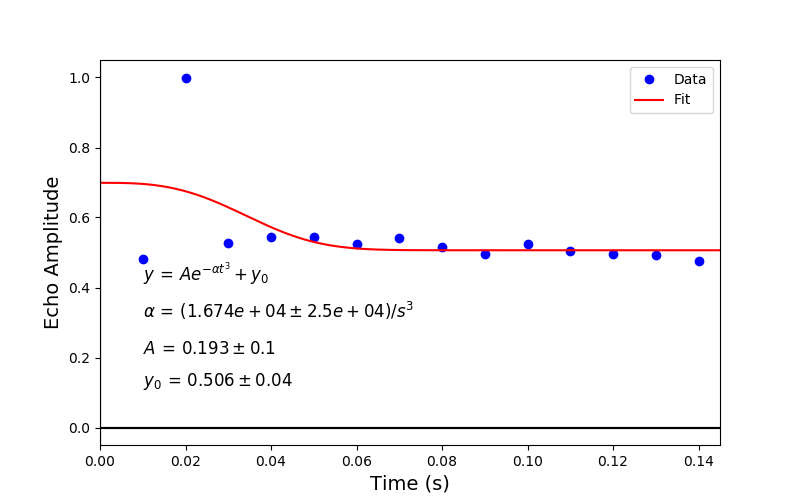 1.0
0.8
0.6
0.4
0.2
0.0
Echo Amplitude
Data
Fit
y = Ae^{-αt^3} + y_0
α = (1.674e + 04 ± 2.5e + 04)/s^3
A = 0.193 ± 0.1
y_0 = 0.506 ± 0.04
0.00 0.02 0.04 0.06 0.08 0.10 0.12 0.14
Time (s)